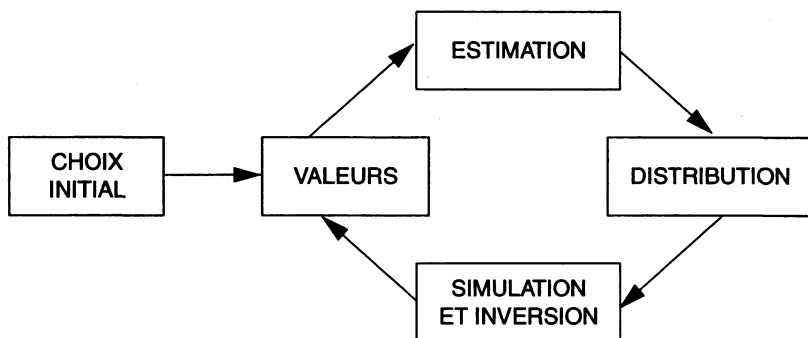 ESTIMATION
CHOIX
INITIAL
VALEURS
DISTRIBUTION
SIMULATION
ET INVERSION